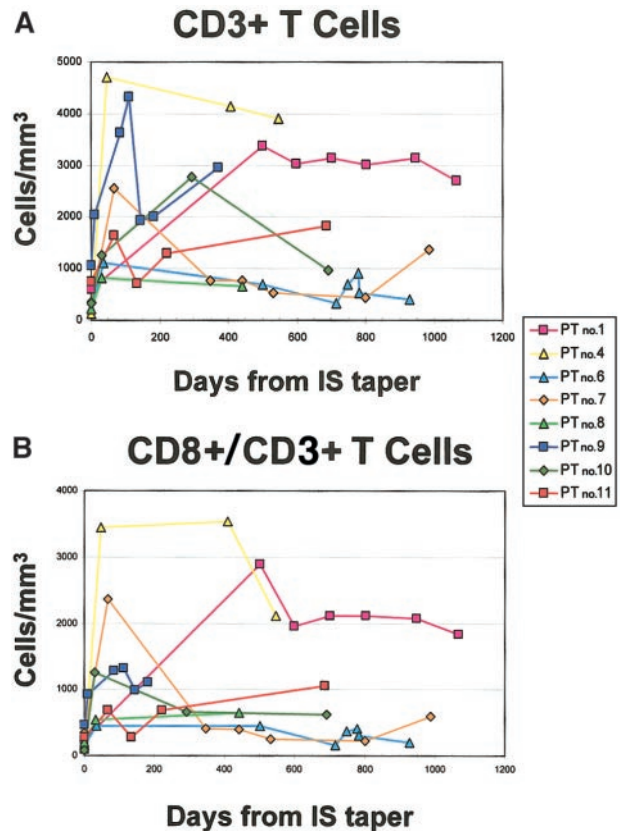 A
CD3+ T Cells
Cells/mm³
5000
4000
3000
2000
1000
0
0 200 400 600 800 1000 1200
Days from IS taper
PT no.1
PT no.4
PT no.6
PT no.7
PT no.8
PT no.9
PT no.10
PT no.11
B
CD8+/CD3+ T Cells
Cells/mm³
4000
3000
2000
1000
0
0 200 400 600 800 1000 1200
Days from IS taper